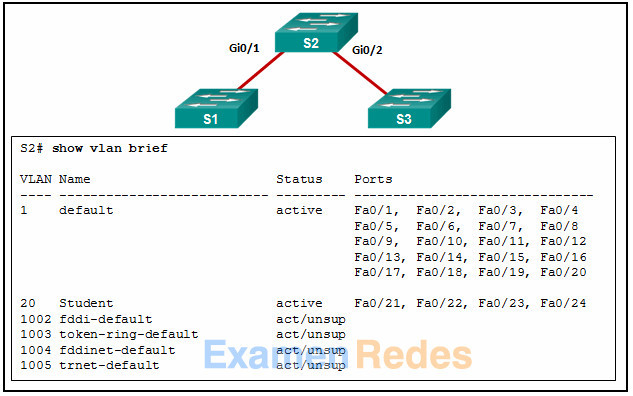 Gi0/1
S2
Gi0/2
S1
S3
S2# show vlan brief
VLAN Name Status Ports
---- -------------------------------- --------- -------------------------------
1 default active Fa0/1, Fa0/2, Fa0/3, Fa0/4
Fa0/5, Fa0/6, Fa0/7, Fa0/8
Fa0/9, Fa0/10, Fa0/11, Fa0/12
Fa0/13, Fa0/14, Fa0/15, Fa0/16
Fa0/17, Fa0/18, Fa0/19, Fa0/20
20 Student active Fa0/21, Fa0/22, Fa0/23, Fa0/24
1002 fddi-default act/unsup
1003 token-ring-default act/unsup
1004 fddinet-default act/unsup
1005 trnet-default act/unsup
Examen Redes